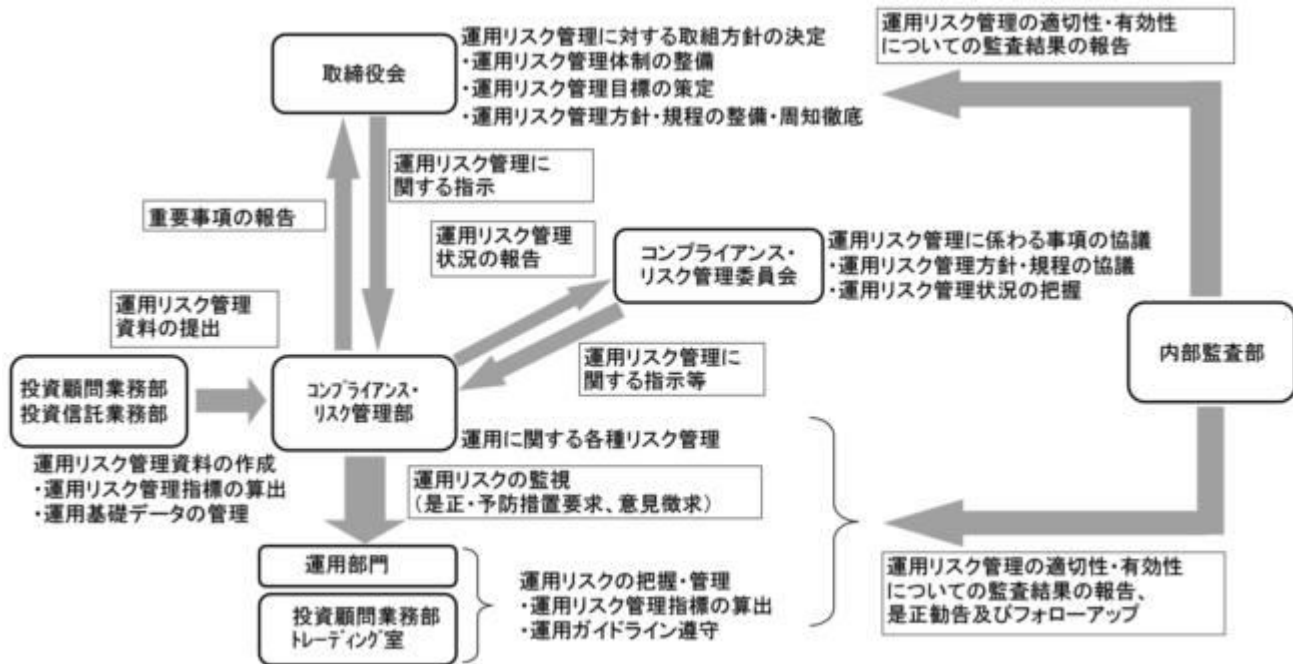 取締役会
運用リスク管理に対する取組方針の決定
・運用リスク管理体制の整備
・運用リスク管理目標の策定
・運用リスク管理方針・規程の整備・周知徹底
運用リスク管理の適切性・有効性
についての監査結果の報告
重要事項の報告
運用リスク管理に
関する指示
運用リスク管理
状況の報告
コンプライアンス・
リスク管理委員会
運用リスク管理に係わる事項の協議
・運用リスク管理方針・規程の協議
・運用リスク管理状況の把握
内部監査部
運用リスク管理
資料の提出
運用リスク管理に
関する指示等
投資顧問業務部
投資信託業務部
運用リスク管理資料の作成
・運用リスク管理指標の算出
・運用基礎データの管理
コンプライアンス・
リスク管理部
運用に関する各種リスク管理
運用リスクの監視
(是正・予防措置要求、意見徴求)
運用部門
投資顧問業務部
トレーディング室
運用リスクの把握・管理
・運用リスク管理指標の算出
・運用ガイドライン遵守
運用リスク管理の適切性・有効性
についての監査結果の報告、
是正勧告及びフォローアップ